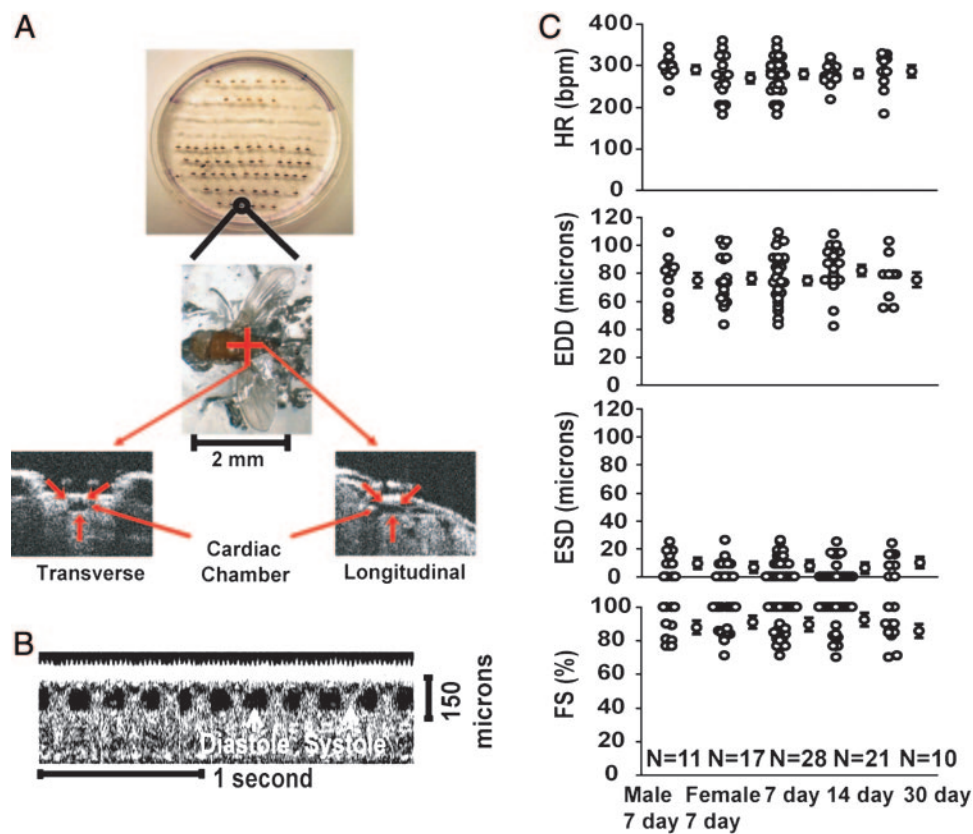 A
2 mm
Transverse
Cardiac
Chamber
Longitudinal
B
Diastole Systole
150
microns
1 second
C
HR (bpm)
400
300
200
100
0
EDD (microns)
120
100
80
60
40
20
0
ESD (microns)
120
100
80
60
40
20
0
FS (%)
100
80
60
40
20
0
N=11 N=17 N=28 N=21 N=10
Male Female 7 day 14 day 30 day
7 day 7 day